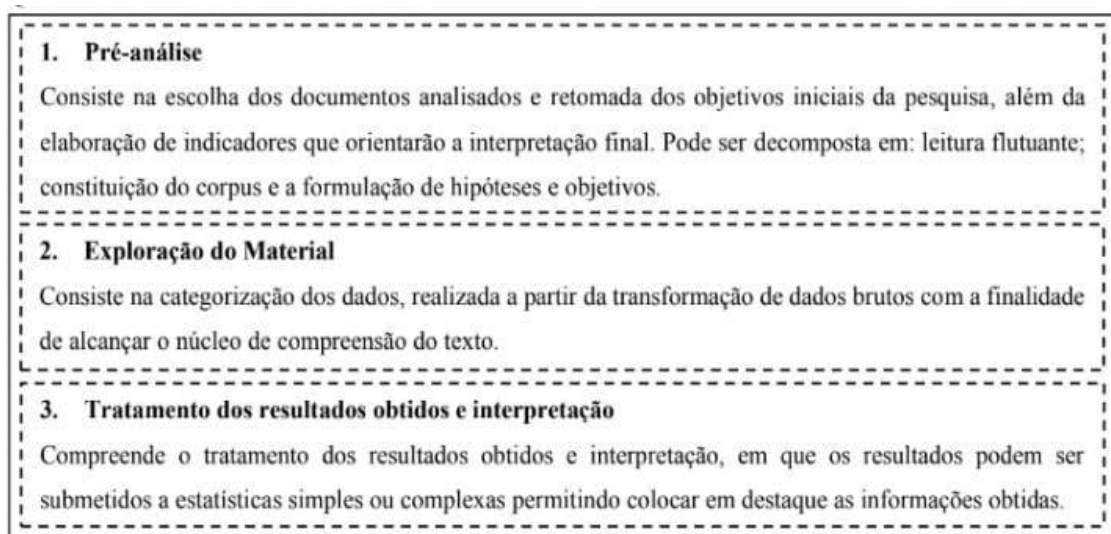 1. Pré-análise
Consiste na escolha dos documentos analisados e retomada dos objetivos iniciais da pesquisa, além da
elaboração de indicadores que orientarão a interpretação final. Pode ser decomposta em: leitura flutuante;
constituição do corpus e a formulação de hipóteses e objetivos.
2. Exploração do Material
Consiste na categorização dos dados, realizada a partir da transformação de dados brutos com a finalidade
de alcançar o núcleo de compreensão do texto.
3. Tratamento dos resultados obtidos e interpretação
Compreende o tratamento dos resultados obtidos e interpretação, em que os resultados podem ser
submetidos a estatísticas simples ou complexas permitindo colocar em destaque as informações obtidas.